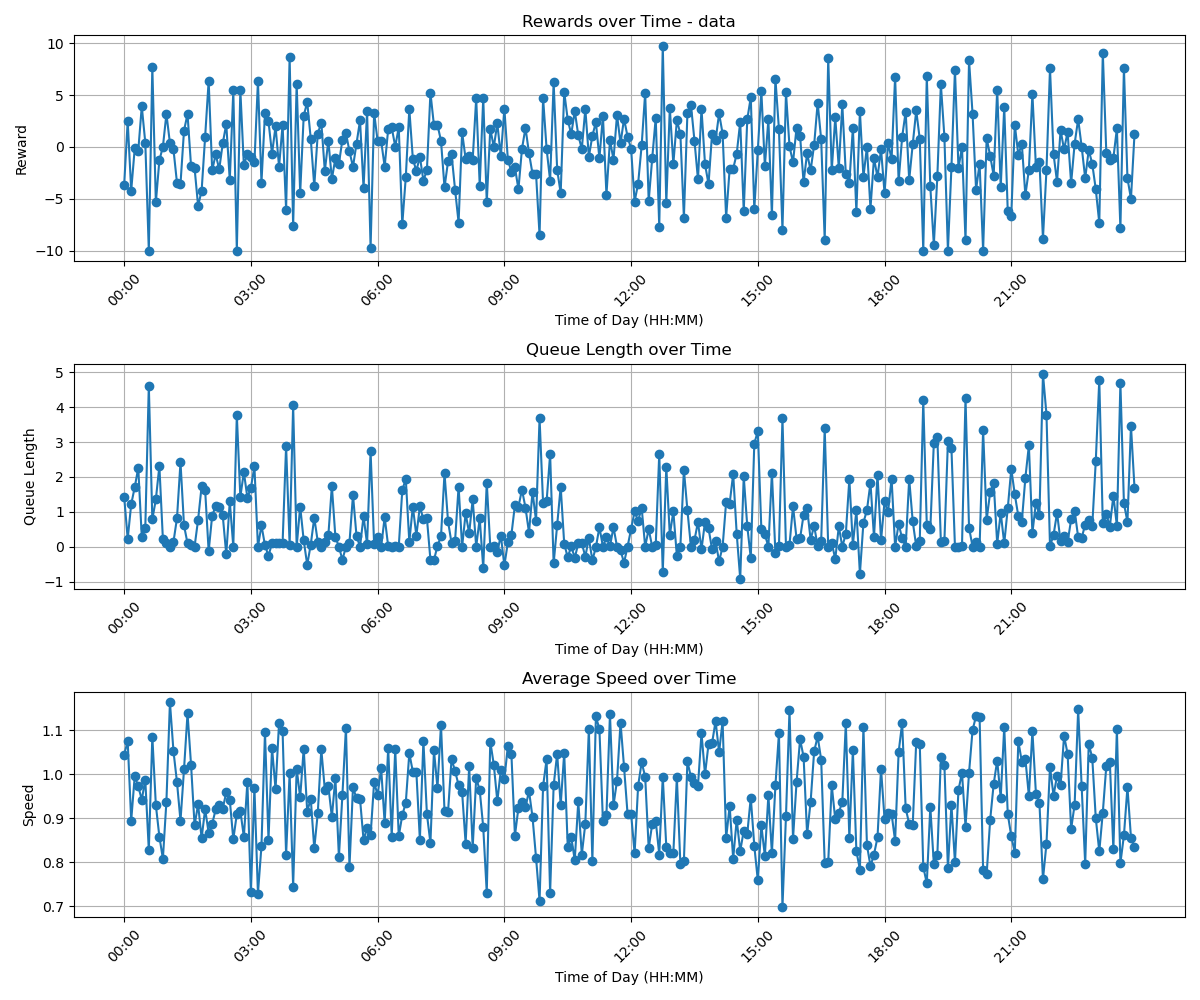 Rewards over Time - data
10
5
0
−5
−10
Reward
00:00 03:00 06:00 09:00 12:00 15:00 18:00 21:00
Time of Day (HH:MM)
Queue Length over Time
5
4
3
2
1
0
−1
Queue Length
00:00 03:00 06:00 09:00 12:00 15:00 18:00 21:00
Time of Day (HH:MM)
Average Speed over Time
1.1
1.0
0.9
0.8
0.7
Speed
00:00 03:00 06:00 09:00 12:00 15:00 18:00 21:00
Time of Day (HH:MM)